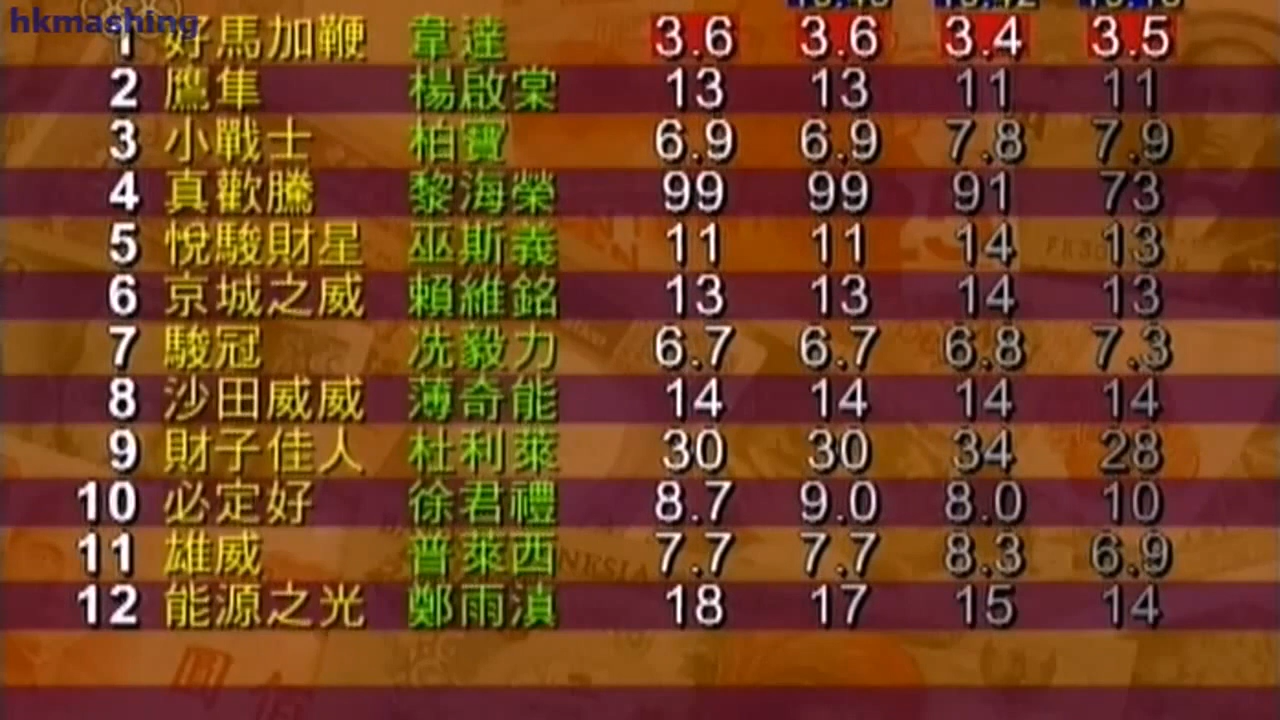 hkmashing
1 好馬加鞭 韋達 3.6 3.6 3.4 3.5
2 鷹隼 楊啟棠 13 13 11 11
3 小戰士 柏寶 6.9 6.9 7.8 7.9
4 真歡騰 黎海榮 99 99 91 73
5 悅駿財星 巫斯義 11 11 14 13
6 京城之威 賴維銘 13 13 14 13
7 駿冠 冼毅力 6.7 6.7 6.8 7.3
8 沙田威威 薄奇能 14 14 14 14
9 財子佳人 杜利萊 30 30 34 28
10 必定好 徐君禮 8.7 9.0 8.0 10
11 雄威 普萊西 7.7 7.7 8.3 6.9
12 能源之光 鄭雨滇 18 17 15 14